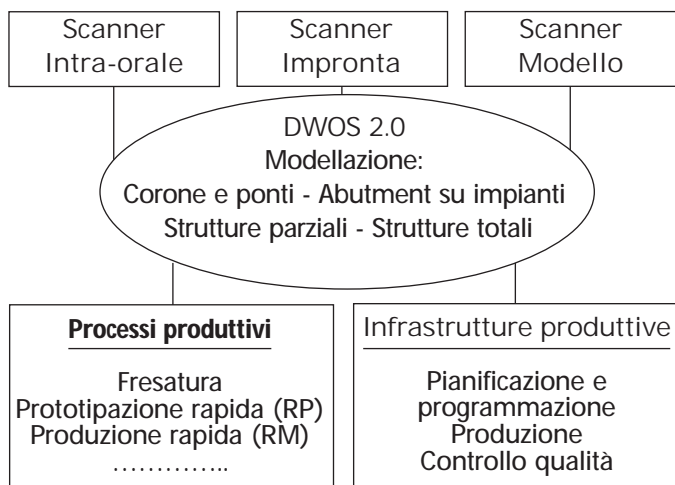 Scanner
Intra-orale
Scanner
Impronta
Scanner
Modello
DWOS 2.0
Modellazione:
Corone e ponti - Abutment su impianti
Strutture parziali - Strutture totali
Processi produttivi
Fresatura
Prototipazione rapida (RP)
Produzione rapida (RM)
…………..
Infrastrutture produttive
Pianificazione e
programmazione
Produzione
Controllo qualità